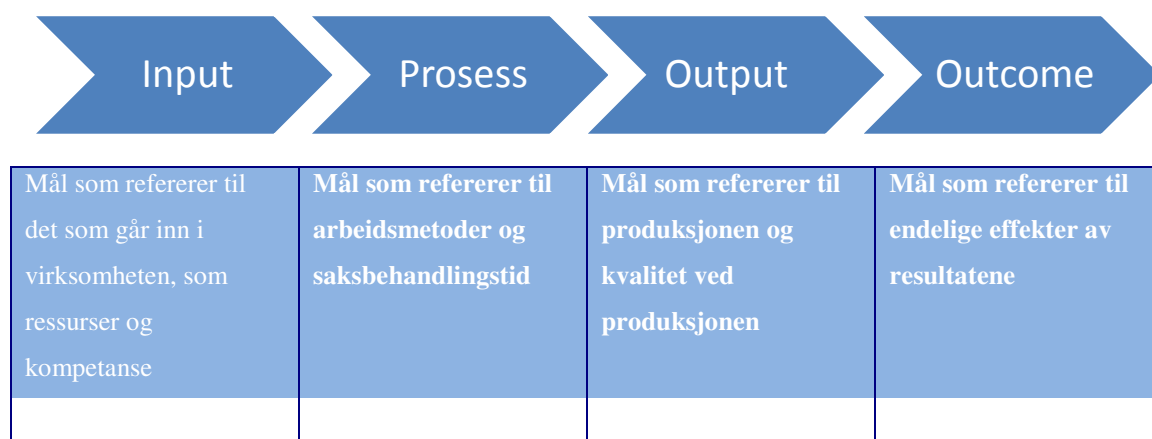 Input
Prosess
Output
Outcome
Mål som refererer til
det som går inn i
virksomheten, som
ressurser og
kompetanse
Mål som refererer til
arbeidsmetoder og
saksbehandlingstid
Mål som refererer til
produksjonen og
kvalitet ved
produksjonen
Mål som refererer til
endelige effekter av
resultatene